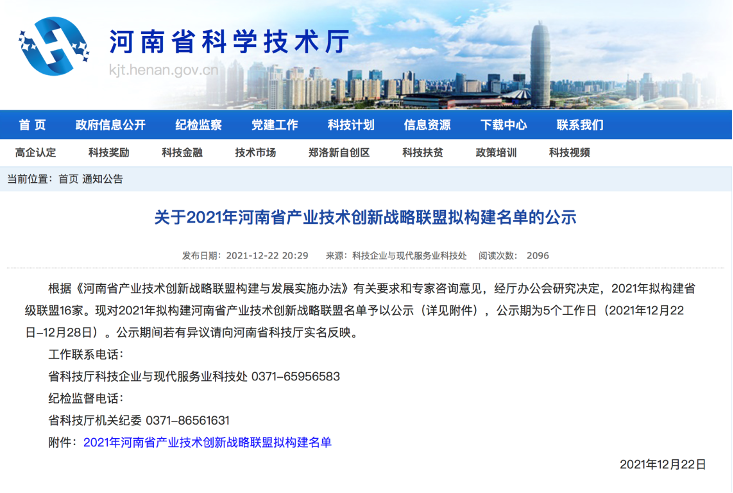 河南省科学技术厅
kjt.henan.gov.cn
首 页 政府信息公开 纪检监察 党建工作 科技计划 信息资源 下载中心 联系我们
高企认定 科技奖励 科技金融 技术市场 郑洛新自创区 科技扶贫 政策培训 科技视频
当前位置：首页 通知公告
关于2021年河南省产业技术创新战略联盟拟构建名单的公示
发布日期：2021-12-22 20:29 来源：科技企业与现代服务业科技处 阅读次数： 2096
根据《河南省产业技术创新战略联盟构建与发展实施办法》有关要求和专家咨询意见，经厅办公会研究决定，2021年拟构建省
级联盟16家。现对2021年拟构建河南省产业技术创新战略联盟名单予以公示（详见附件），公示期为5个工作日（2021年12月22
日-12月28日）。公示期间若有异议请向河南省科技厅实名反映。
工作联系电话：
省科技厅科技企业与现代服务业科技处 0371-65956583
纪检监督电话：
省科技厅机关纪委 0371-86561631
附件：2021年河南省产业技术创新战略联盟拟构建名单
2021年12月22日